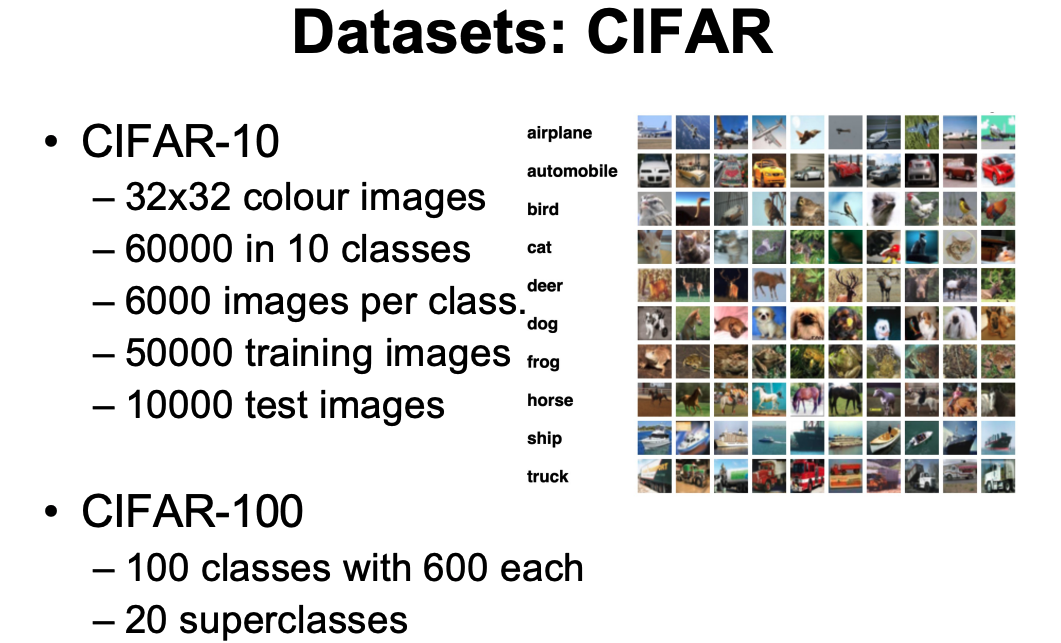 Datasets: CIFAR
• CIFAR-10
– 32x32 colour images
– 60000 in 10 classes
– 6000 images per class.
– 50000 training images
– 10000 test images
• CIFAR-100
– 100 classes with 600 each
– 20 superclasses
airplane
automobile
bird
cat
deer
dog
frog
horse
ship
truck